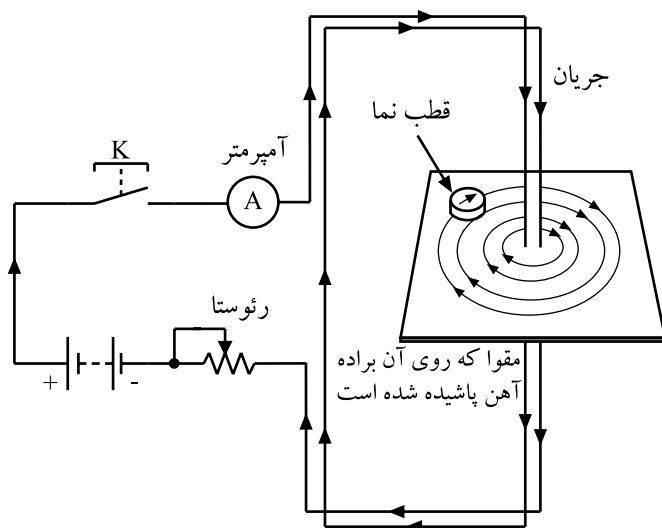 جریان
قطب نما
K
آمپرمتر
A
رئوستا
+
-
مقوا که روی آن براده
آهن پاشیده شده است